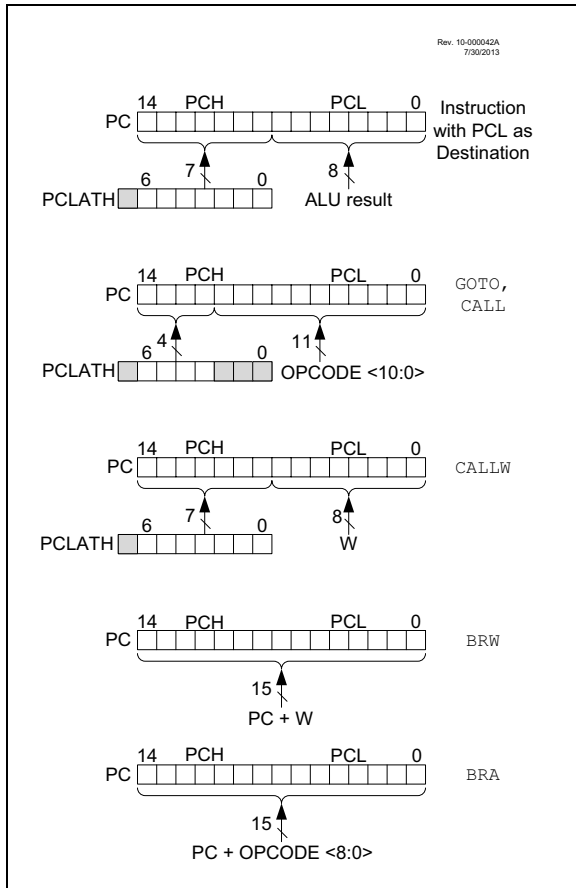 Rev. 10-000042A
7/30/2013
14 PCH PCL 0
PC
Instruction
with PCL as
Destination
6 7 0 8
PCLATH ALU result
14 PCH PCL 0
PC
GOTO,
CALL
6 4 0 11
PCLATH OPCODE <10:0>
14 PCH PCL 0
PC CALLW
6 7 0 8
PCLATH W
14 PCH PCL 0
PC BRW
15
PC + W
14 PCH PCL 0
PC BRA
15
PC + OPCODE <8:0>